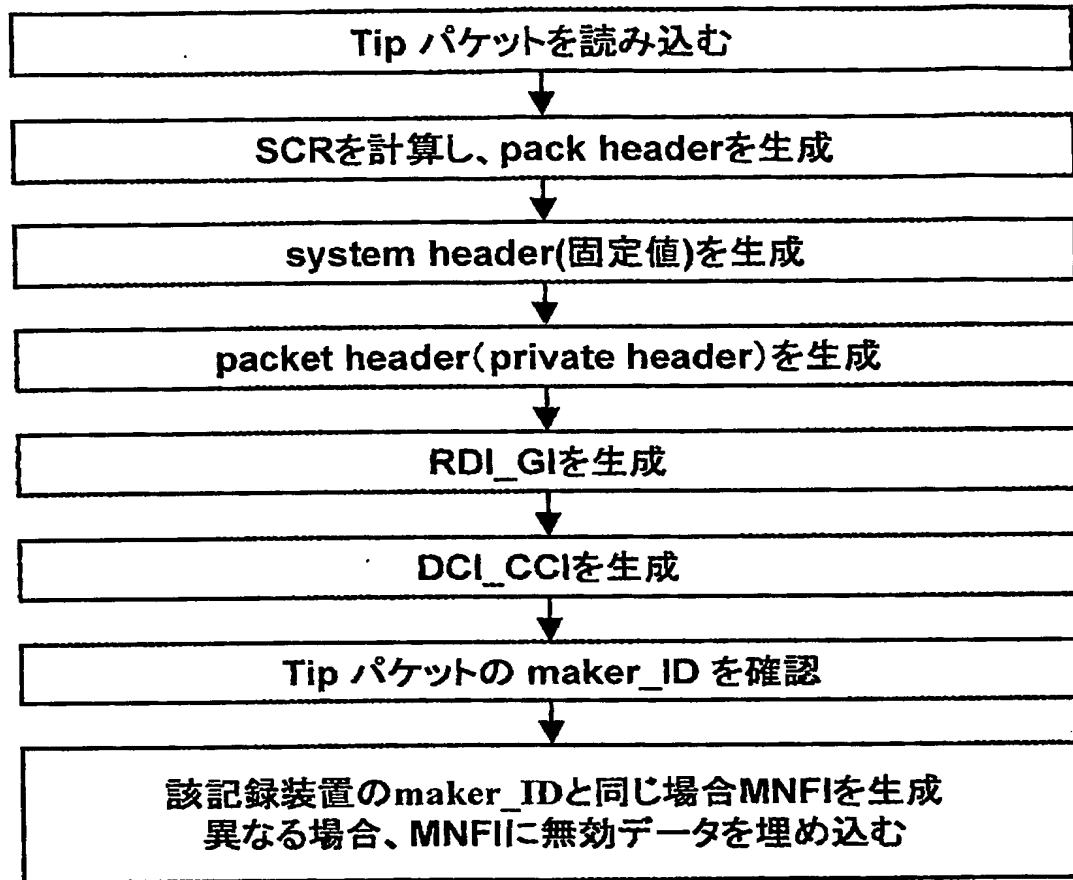 Tip パケットを読み込む
SCRを計算し、pack headerを生成
system header(固定値)を生成
packet header(private header)を生成
RDI_GIを生成
DCI_CCIを生成
Tip パケットの maker_ID を確認
該記録装置のmaker_IDと同じ場合MNFIを生成
異なる場合、MNFIIに無効データを埋め込む